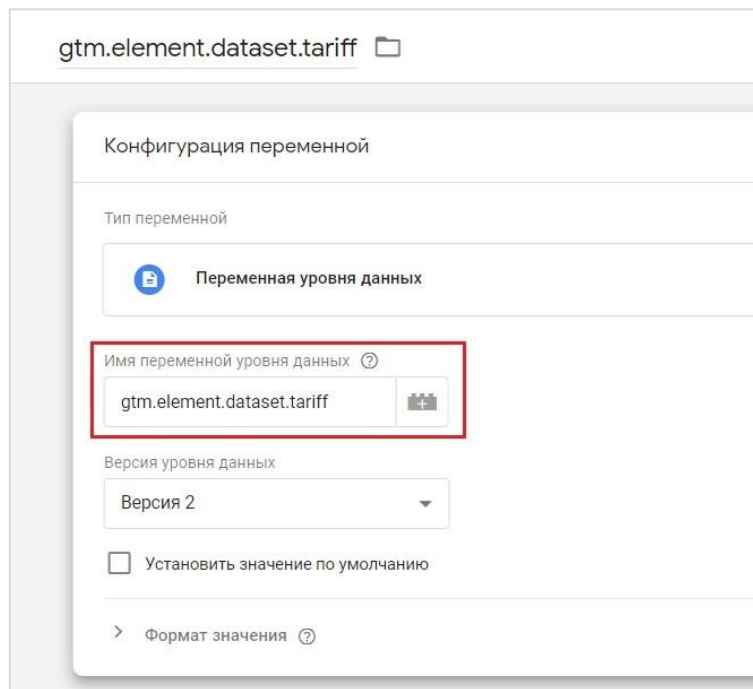 gtm.element.dataset.tariff
Конфигурация переменной
Тип переменной
Переменная уровня данных
Имя переменной уровня данных
gtm.element.dataset.tariff
Версия уровня данных
Версия 2
Установить значение по умолчанию
Формат значения